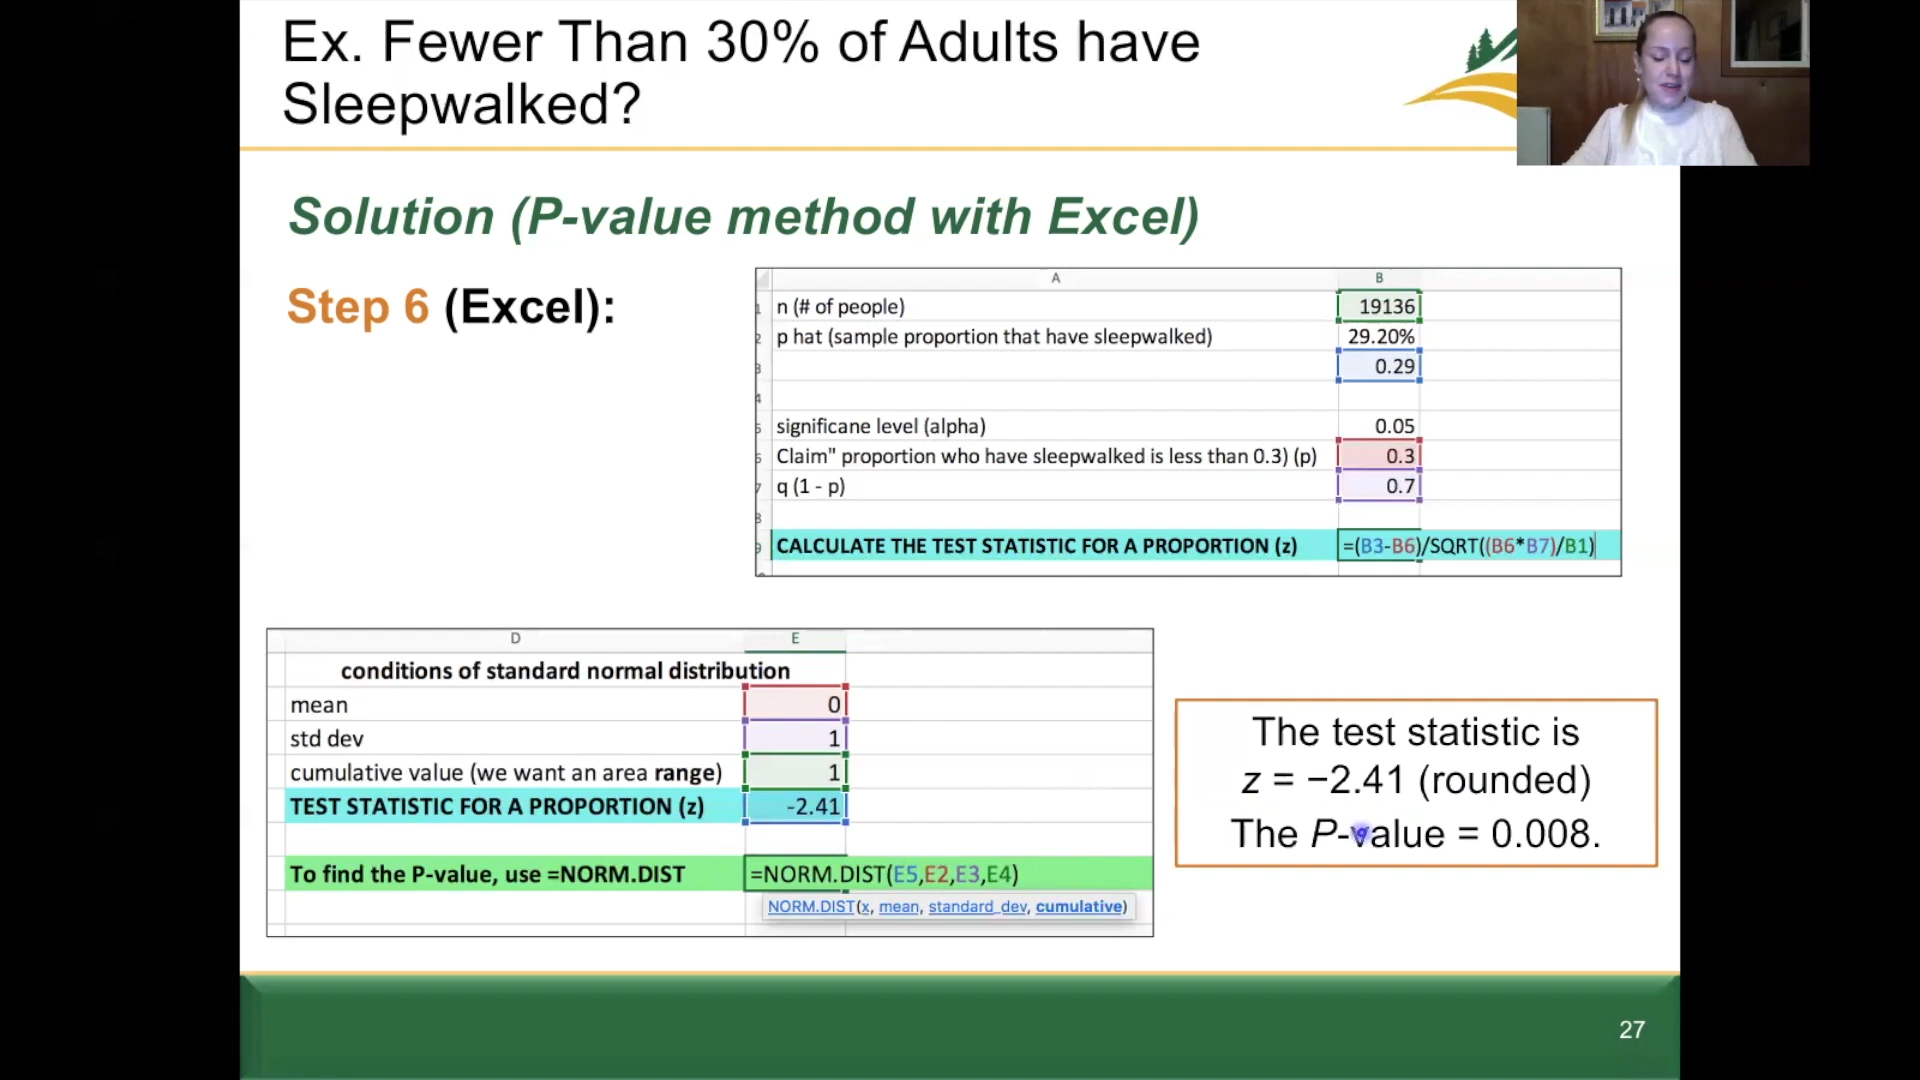 Ex. Fewer Than 30% of Adults have
Sleepwalked?
Solution (P-value method with Excel)
Step 6 (Excel):
A B
1 n (# of people) 19136
2 p hat (sample proportion that have sleepwalked) 29.20%
3 0.29
4
5 significane level (alpha) 0.05
6 Claim" proportion who have sleepwalked is less than 0.3) (p) 0.3
7 q (1 - p) 0.7
8
9 CALCULATE THE TEST STATISTIC FOR A PROPORTION (z) =(B3-B6)/SQRT((B6*B7)/B1)
D E
conditions of standard normal distribution
mean 0
std dev 1
cumulative value (we want an area range) 1
TEST STATISTIC FOR A PROPORTION (z) -2.41
To find the P-value, use =NORM.DIST =NORM.DIST(E5,E2,E3,E4)
NORM.DIST(x, mean, standard_dev, cumulative)
The test statistic is
z = −2.41 (rounded)
The P-value = 0.008.
27